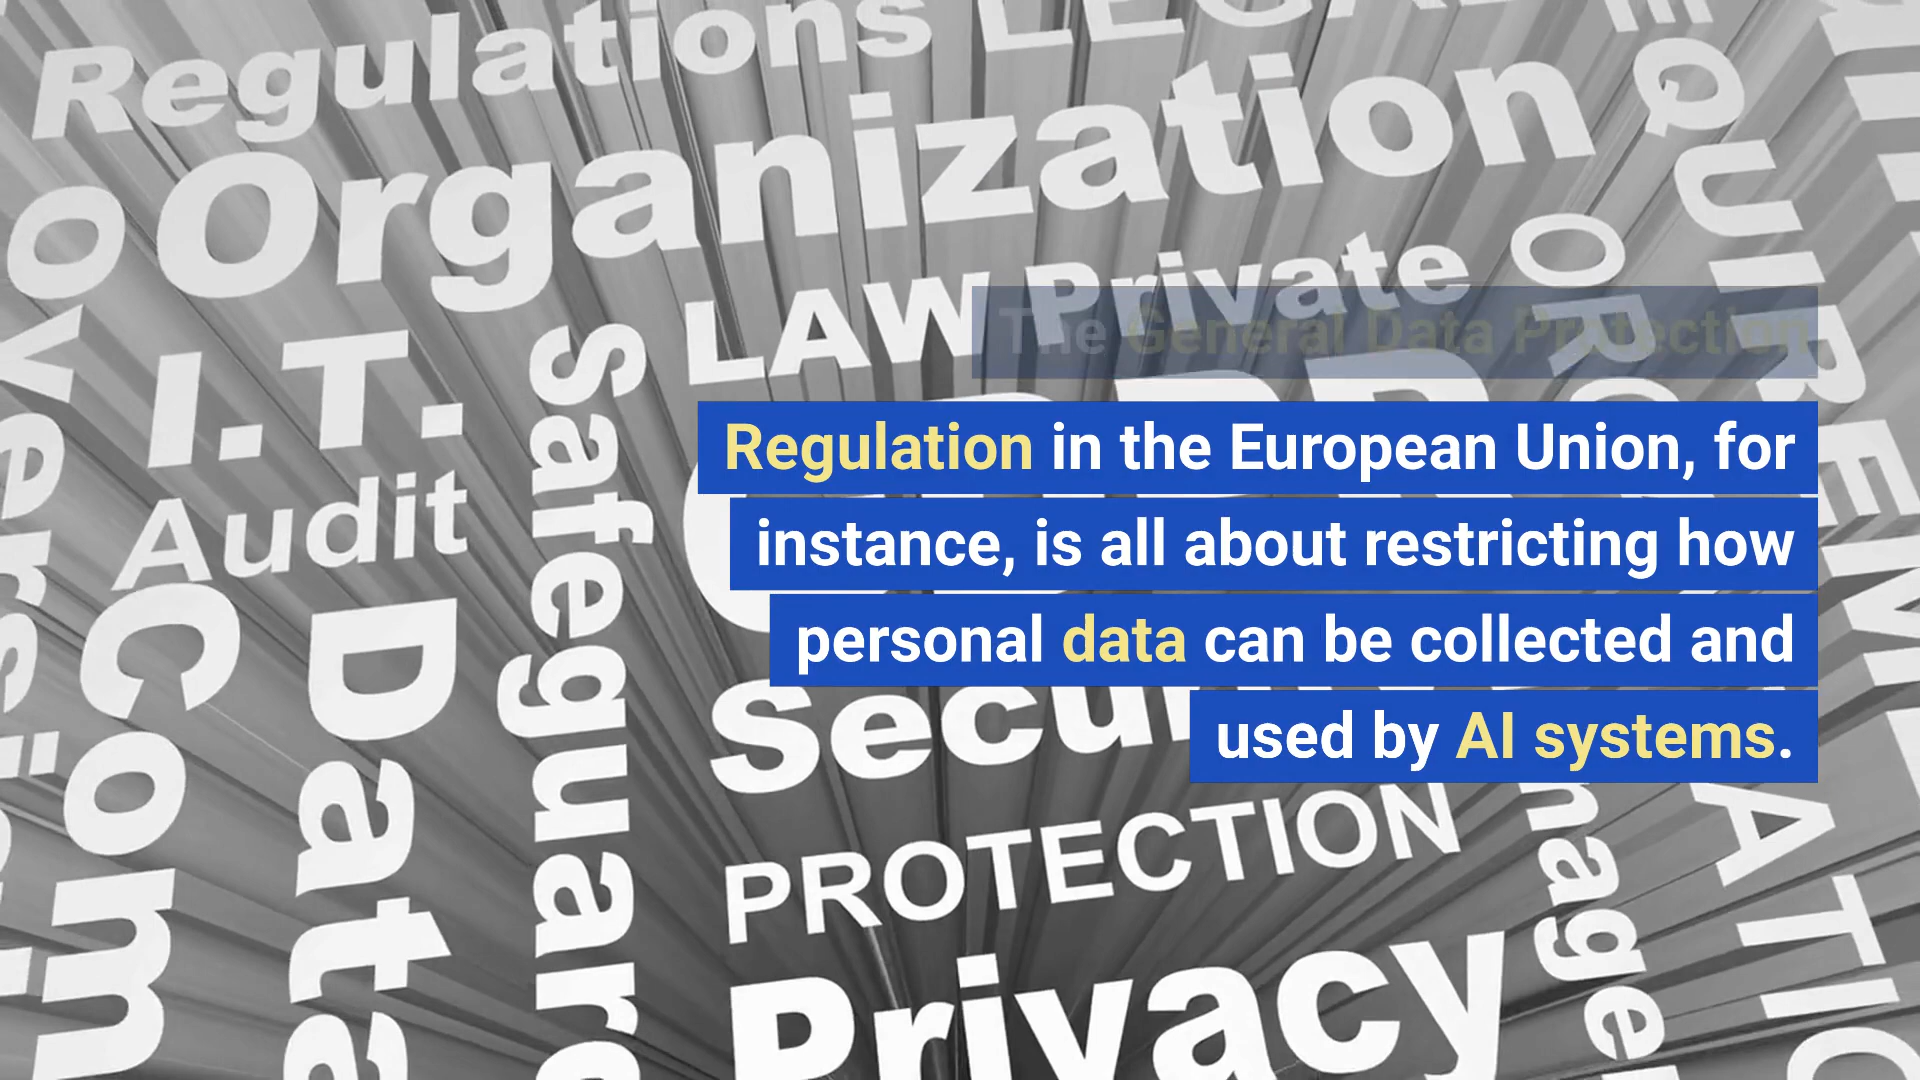 Regulations LEGAL
Organization
LAW Private
The General Data Protection
Regulation in the European Union, for
instance, is all about restricting how
personal data can be collected and
used by AI systems.
I.T.
Audit
Data
Safeguard
PROTECTION
Privacy